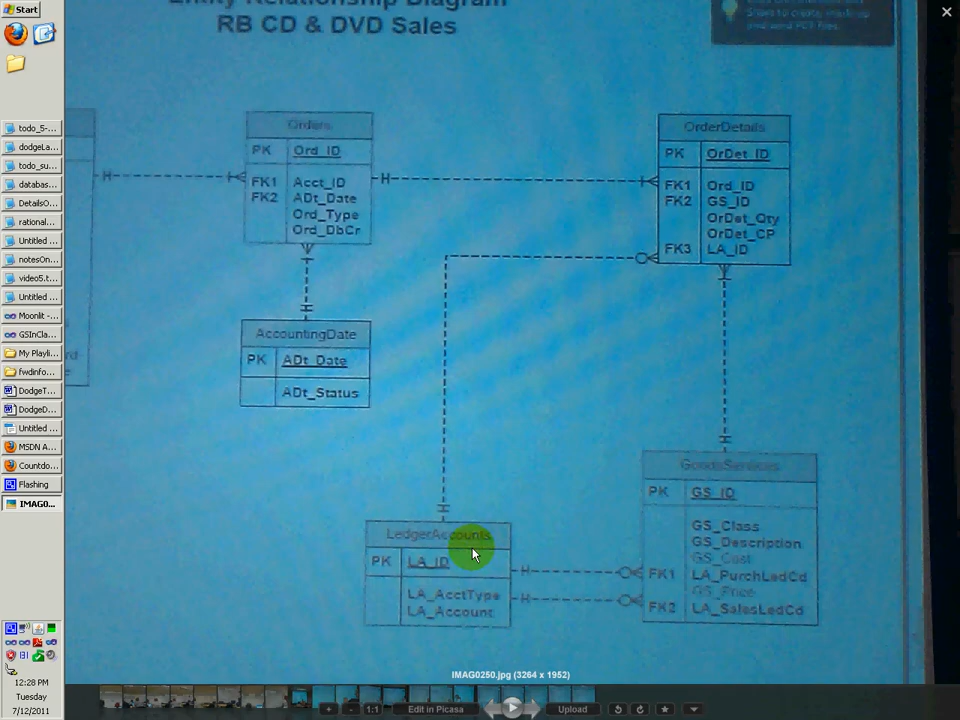 Start
Entity Relationship Diagram
RB CD & DVD Sales
todo_5-...
dodgeLa...
todo_su...
databas...
DetailsO...
rational...
Untitled ...
notesOn...
video5.t...
Untitled ...
Moonlit -...
GSInCla...
My Playli...
fwdinfo...
DodgeT...
DodgeD...
Untitled ...
MSDN A...
Countdo...
Flashing
IMAG0...
12:28 PM
Tuesday
7/12/2011
Orders
PK Ord_ID
FK1 Acct_ID
FK2 ADt_Date
Ord_Type
Ord_DbCr
OrderDetails
PK OrDet_ID
FK1 Ord_ID
FK2 GS_ID
OrDet_Qty
OrDet_CP
FK3 LA_ID
AccountingDate
PK ADt_Date
ADt_Status
GoodsServices
PK GS_ID
GS_Class
GS_Description
GS_Cost
FK1 LA_PurchLedCd
GS_Price
FK2 LA_SalesLedCd
LedgerAccounts
PK LA_ID
LA_AcctType
LA_Account
IMAG0250.jpg (3264 x 1952)
1:1
Edit in Picasa
Upload